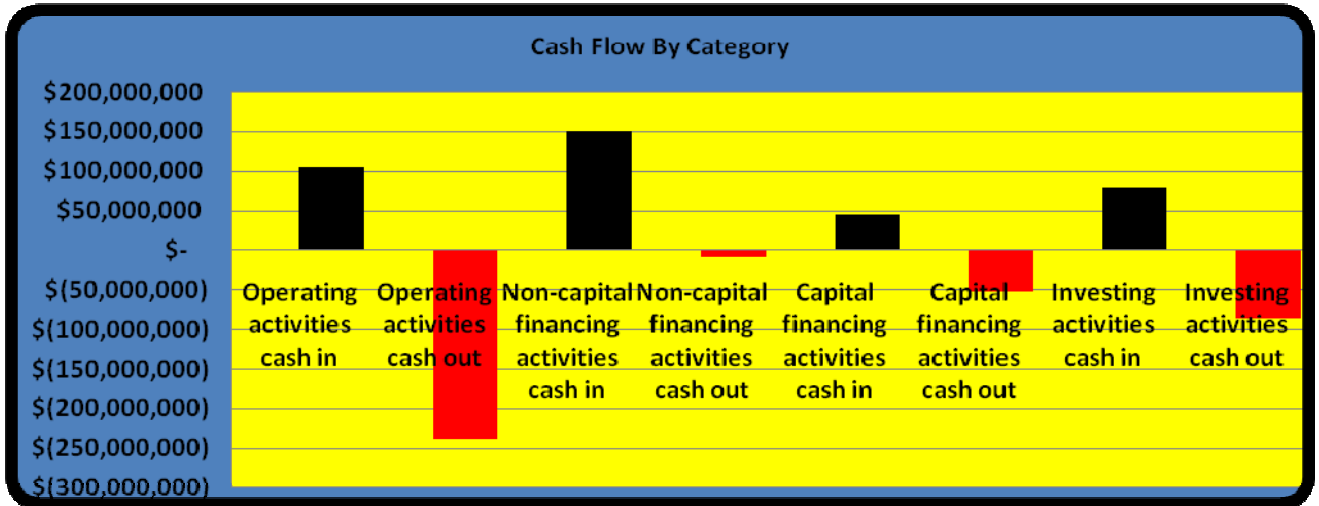 Cash Flow By Category
$200,000,000
$150,000,000
$100,000,000
$50,000,000
$-
$(50,000,000)
$(100,000,000)
$(150,000,000)
$(200,000,000)
$(250,000,000)
$(300,000,000)
Operating
activities
cash in
Operating
activities
cash out
Non-capital
financing
activities
cash in
Non-capital
financing
activities
cash out
Capital
financing
activities
cash in
Capital
financing
activities
cash out
Investing
activities
cash in
Investing
activities
cash out